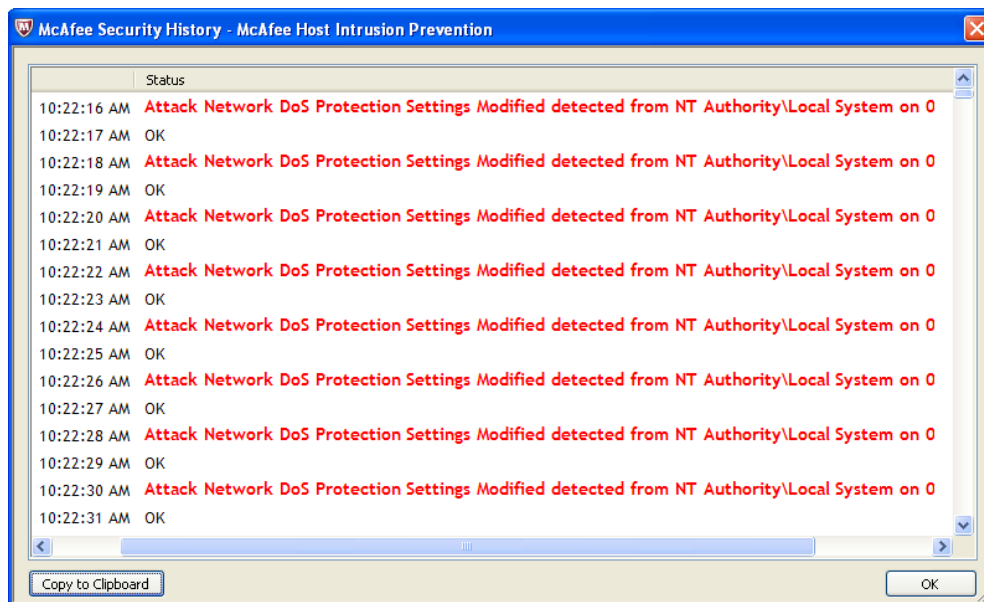 McAfee Security History - McAfee Host Intrusion Prevention
Status
10:22:16 AM Attack Network DoS Protection Settings Modified detected from NT Authority\Local System on 0
10:22:17 AM OK
10:22:18 AM Attack Network DoS Protection Settings Modified detected from NT Authority\Local System on 0
10:22:19 AM OK
10:22:20 AM Attack Network DoS Protection Settings Modified detected from NT Authority\Local System on 0
10:22:21 AM OK
10:22:22 AM Attack Network DoS Protection Settings Modified detected from NT Authority\Local System on 0
10:22:23 AM OK
10:22:24 AM Attack Network DoS Protection Settings Modified detected from NT Authority\Local System on 0
10:22:25 AM OK
10:22:26 AM Attack Network DoS Protection Settings Modified detected from NT Authority\Local System on 0
10:22:27 AM OK
10:22:28 AM Attack Network DoS Protection Settings Modified detected from NT Authority\Local System on 0
10:22:29 AM OK
10:22:30 AM Attack Network DoS Protection Settings Modified detected from NT Authority\Local System on 0
10:22:31 AM OK
Copy to Clipboard
OK